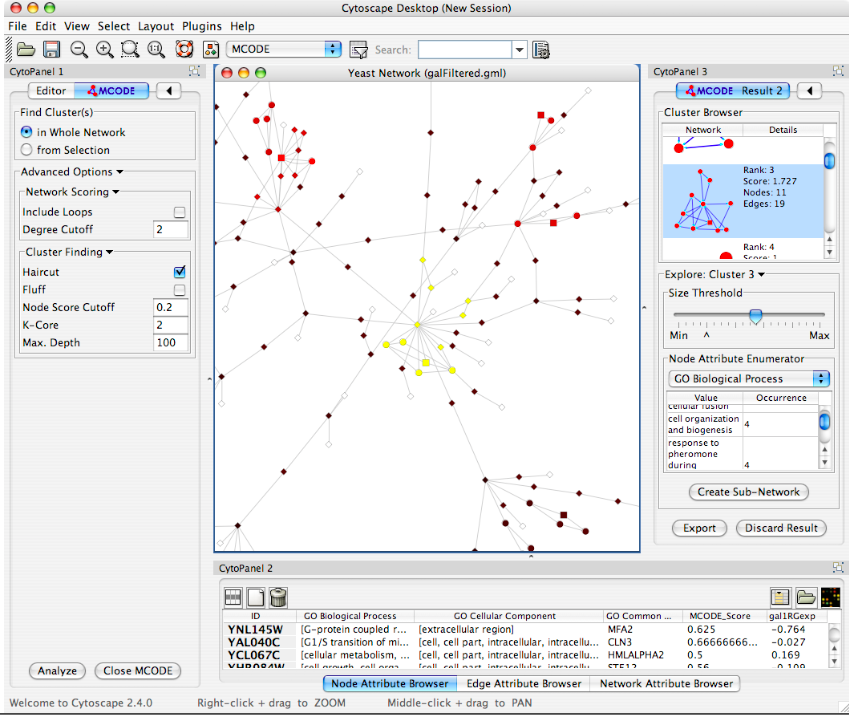 Cytoscape Desktop (New Session)
File Edit View Select Layout Plugins Help
MCODE Search:
CytoPanel 1
Editor MCODE
Find Cluster(s)
in Whole Network
from Selection
Advanced Options
Network Scoring
Include Loops
Degree Cutoff 2
Cluster Finding
Haircut
Fluff
Node Score Cutoff 0.2
K-Core 2
Max. Depth 100
Analyze Close MCODE
Yeast Network (galFiltered.gml)
CytoPanel 3
MCODE Result 2
Cluster Browser
Network Details
Rank: 3
Score: 1.727
Nodes: 11
Edges: 19
Rank: 4
Score: 1
Explore: Cluster 3
Size Threshold
Min Max
Node Attribute Enumerator
GO Biological Process
Value Occurrence
cellular fusion
cell organization
and biogenesis 4
response to
pheromone
during 4
Create Sub-Network
Export Discard Result
CytoPanel 2
ID GO Biological Process GO Cellular Component GO Common ... MCODE_Score gal1RGexp
YNL145W [G-protein coupled r... [extracellular region] MFA2 0.625 -0.764
YAL040C [G1/S transition of mi... [cell, cell part, intracellular, intracellu... CLN3 0.66666666... -0.027
YCL067C [cellular metabolism, ... [cell, cell part, intracellular, intracellu... HMLALPHA2 0.5 0.169
YHR084W [cell growth, cell orga... [cell, cell part, intracellular, intracellu... STE12 0.56 -0.109
Node Attribute Browser Edge Attribute Browser Network Attribute Browser
Welcome to Cytoscape 2.4.0 Right-click + drag to ZOOM Middle-click + drag to PAN